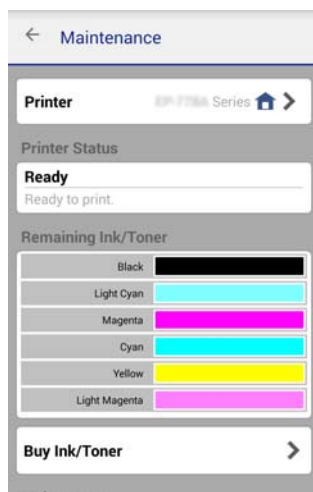 Maintenance
Printer Series
Printer Status
Ready
Ready to print.
Remaining Ink/Toner
Black
Light Cyan
Magenta
Cyan
Yellow
Light Magenta
Buy Ink/Toner